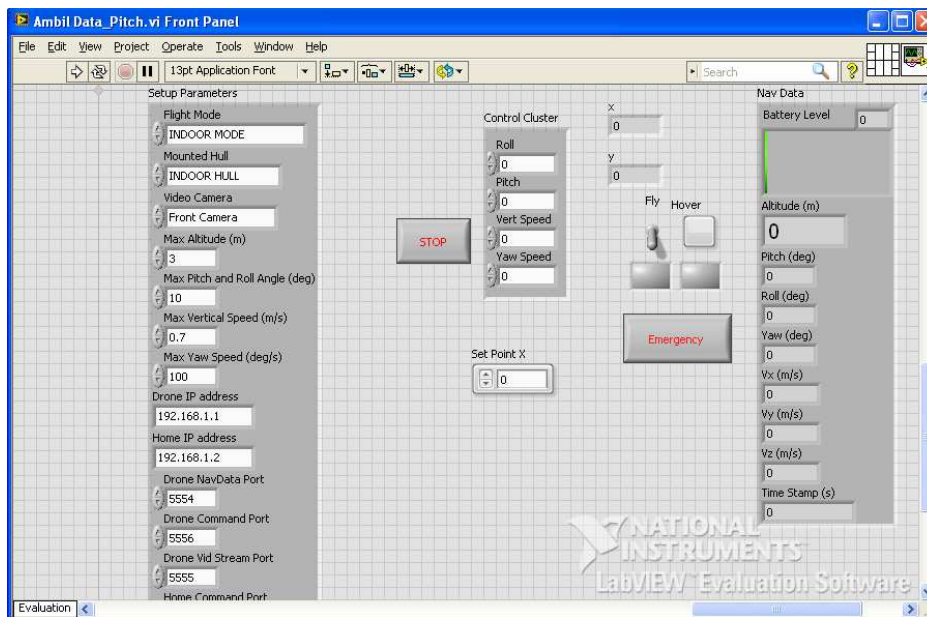 Ambil Data_Pitch.vi Front Panel
File Edit View Project Operate Tools Window Help
13pt Application Font
Search
Setup Parameters
Flight Mode
INDOOR MODE
Mounted Hull
INDOOR HULL
Video Camera
Front Camera
Max Altitude (m)
3
Max Pitch and Roll Angle (deg)
10
Max Vertical Speed (m/s)
0.7
Max Yaw Speed (deg/s)
100
Drone IP address
192.168.1.1
Home IP address
192.168.1.2
Drone NavData Port
5554
Drone Command Port
5556
Drone Vid Stream Port
5555
Home Command Port
STOP
Control Cluster
Roll
0
Pitch
0
Vert Speed
0
Yaw Speed
0
Set Point X
0
x
0
y
0
Fly Hover
Emergency
Nav Data
Battery Level 0
Altitude (m)
0
Pitch (deg)
0
Roll (deg)
0
Yaw (deg)
0
Vx (m/s)
0
Vy (m/s)
0
Vz (m/s)
0
Time Stamp (s)
0
NATIONAL
INSTRUMENTS
LabVIEW™ Evaluation Software
Evaluation